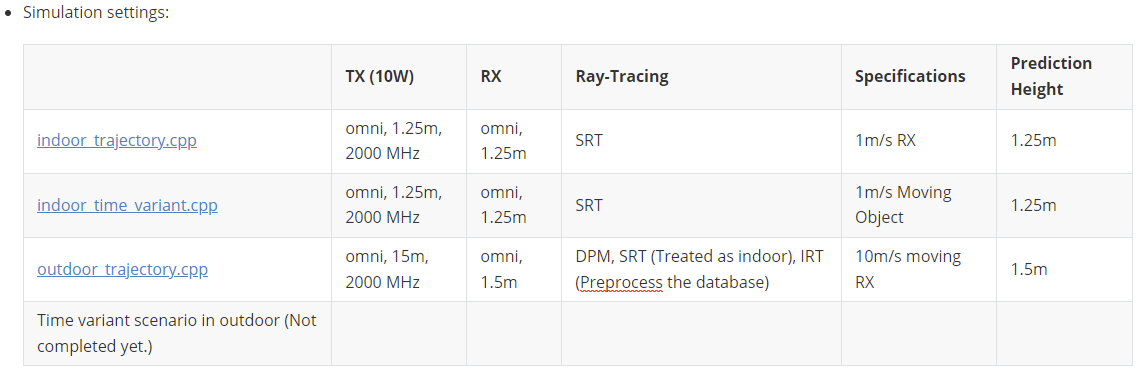 Simulation settings:
TX (10W) RX Ray-Tracing Specifications Prediction Height
indoor_trajectory.cpp omni, 1.25m, 2000 MHz omni, 1.25m SRT 1m/s RX 1.25m
indoor_time_variant.cpp omni, 1.25m, 2000 MHz omni, 1.25m SRT 1m/s Moving Object 1.25m
outdoor_trajectory.cpp omni, 15m, 2000 MHz omni, 1.5m DPM, SRT (Treated as indoor), IRT (Preprocess the database) 10m/s moving RX 1.5m
Time variant scenario in outdoor (Not completed yet.)